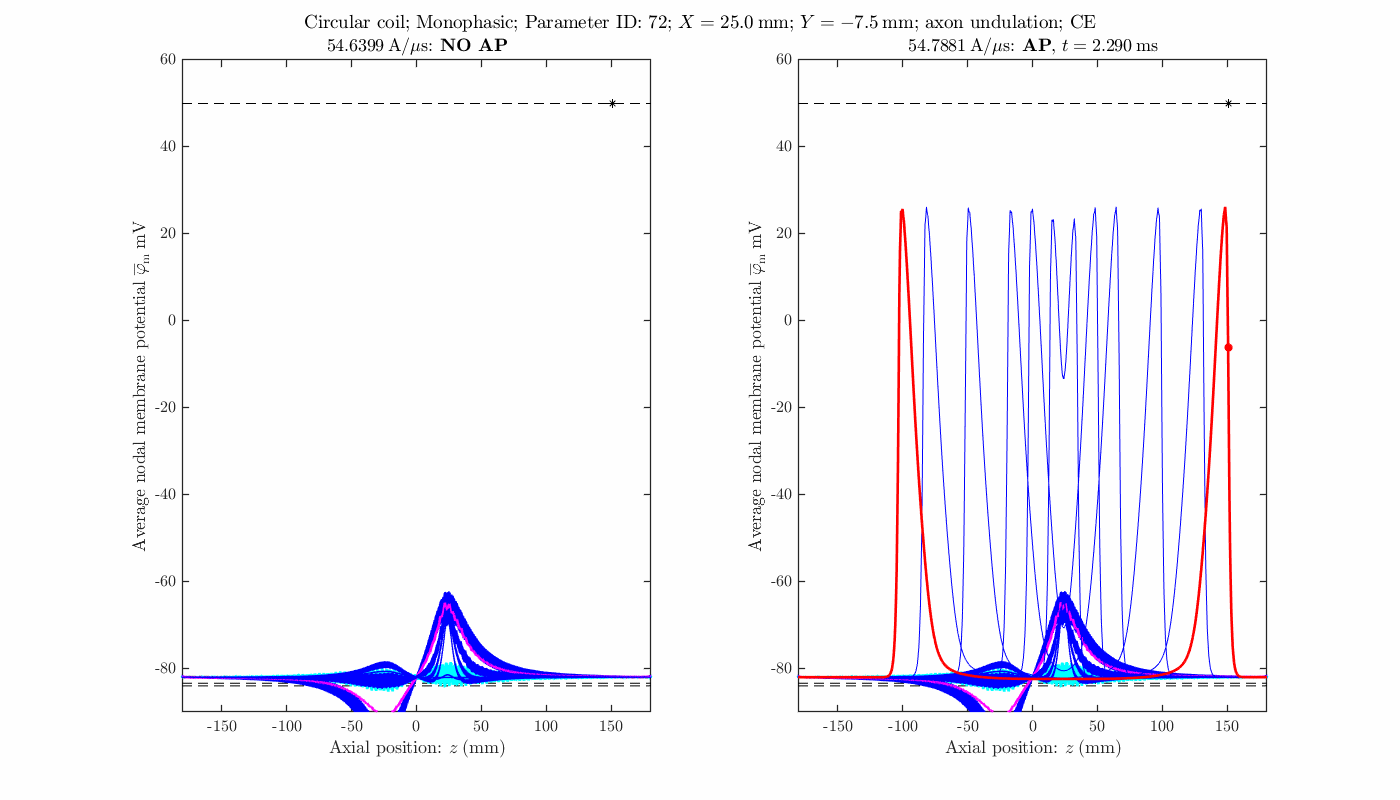 Circular coil; Monophasic; Parameter ID: 72; X = 25.0 mm; Y = −7.5 mm; axon undulation; CE
54.6399 A/μs: NO AP
60
40
20
0
-20
-40
-60
-80
-150 -100 -50 0 50 100 150
Axial position: z (mm)
Average nodal membrane potential φ̅m mV
54.7881 A/μs: AP, t = 2.290 ms
60
40
20
0
-20
-40
-60
-80
-150 -100 -50 0 50 100 150
Axial position: z (mm)
Average nodal membrane potential φ̅m mV